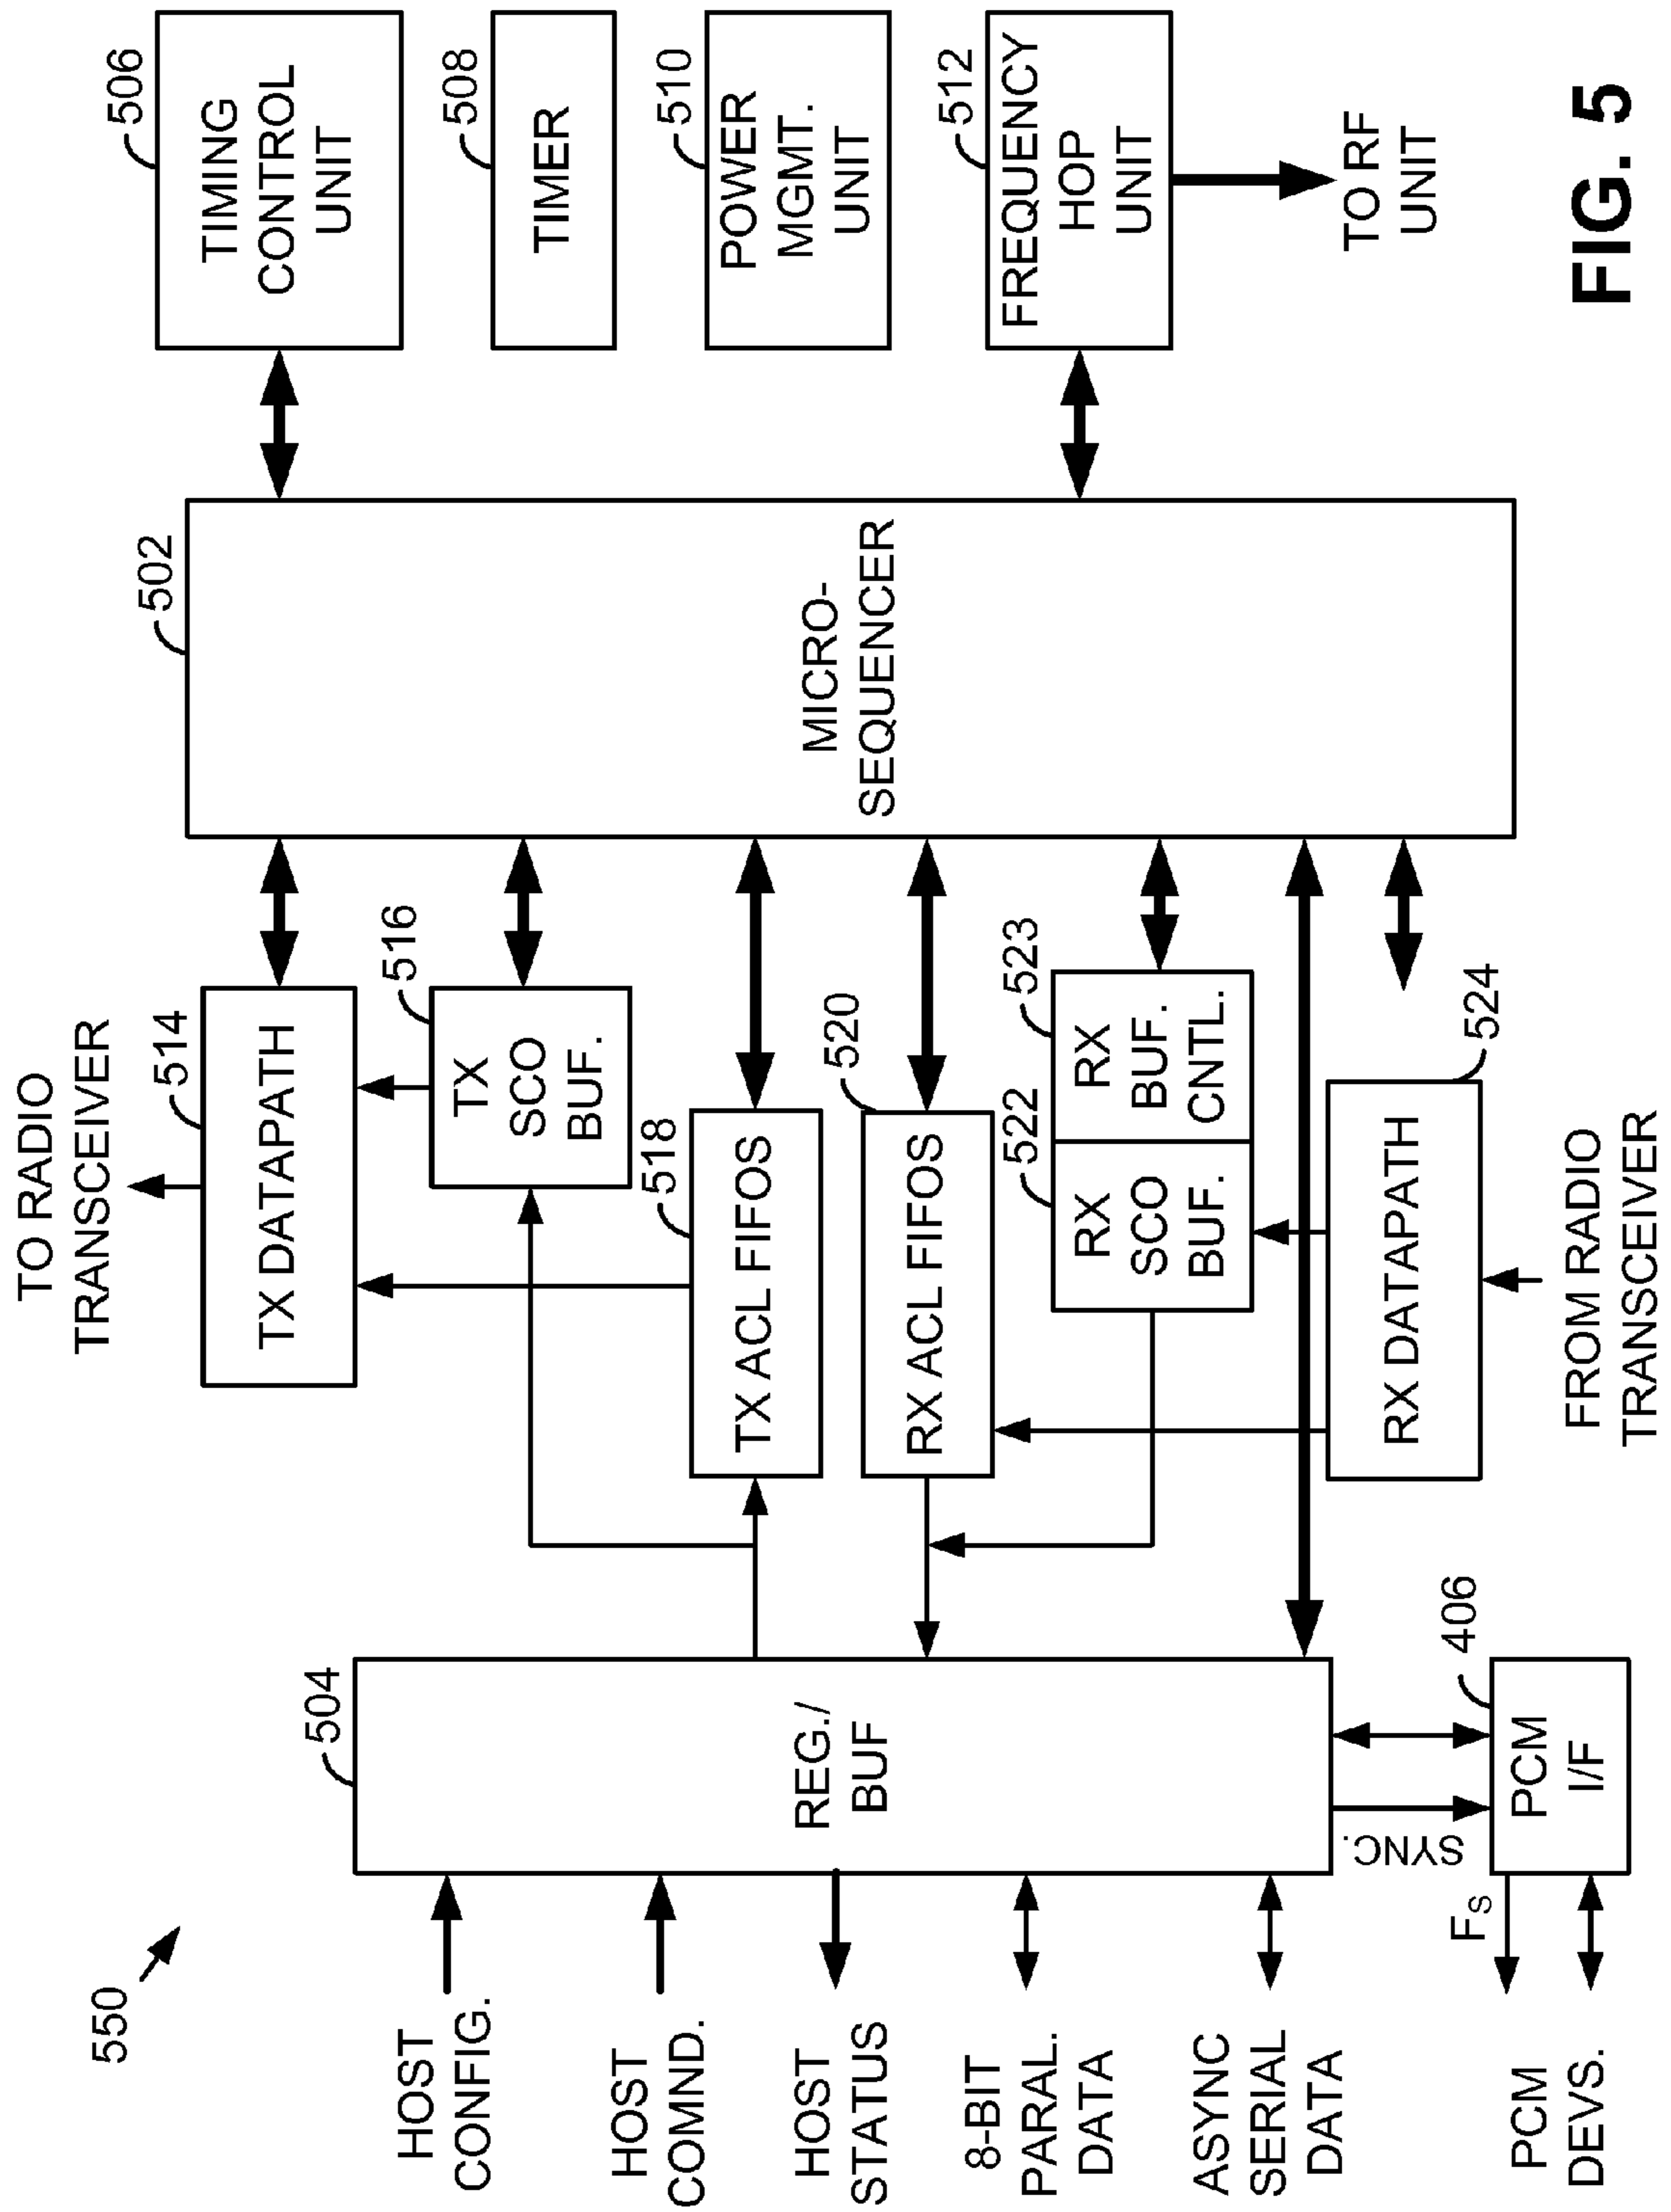 550
HOST
CONFIG.
HOST
COMND.
HOST
STATUS
8-BIT
PARAL.
DATA
ASYNC
SERIAL
DATA
PCM
DEVS.
504
REG./
BUF
SYNC.
FS
406
PCM
I/F
TO RADIO
TRANSCEIVER
514
TX DATAPATH
516
TX
SCO
BUF.
518
TX ACL FIFOS
520
RX ACL FIFOS
522
RX
SCO
BUF.
523
RX
BUF.
CNTL.
524
RX DATAPATH
FROM RADIO
TRANSCEIVER
502
MICRO-
SEQUENCER
506
TIMING
CONTROL
UNIT
508
TIMER
510
POWER
MGMT.
UNIT
512
FREQUENCY
HOP
UNIT
TO RF
UNIT
FIG. 5